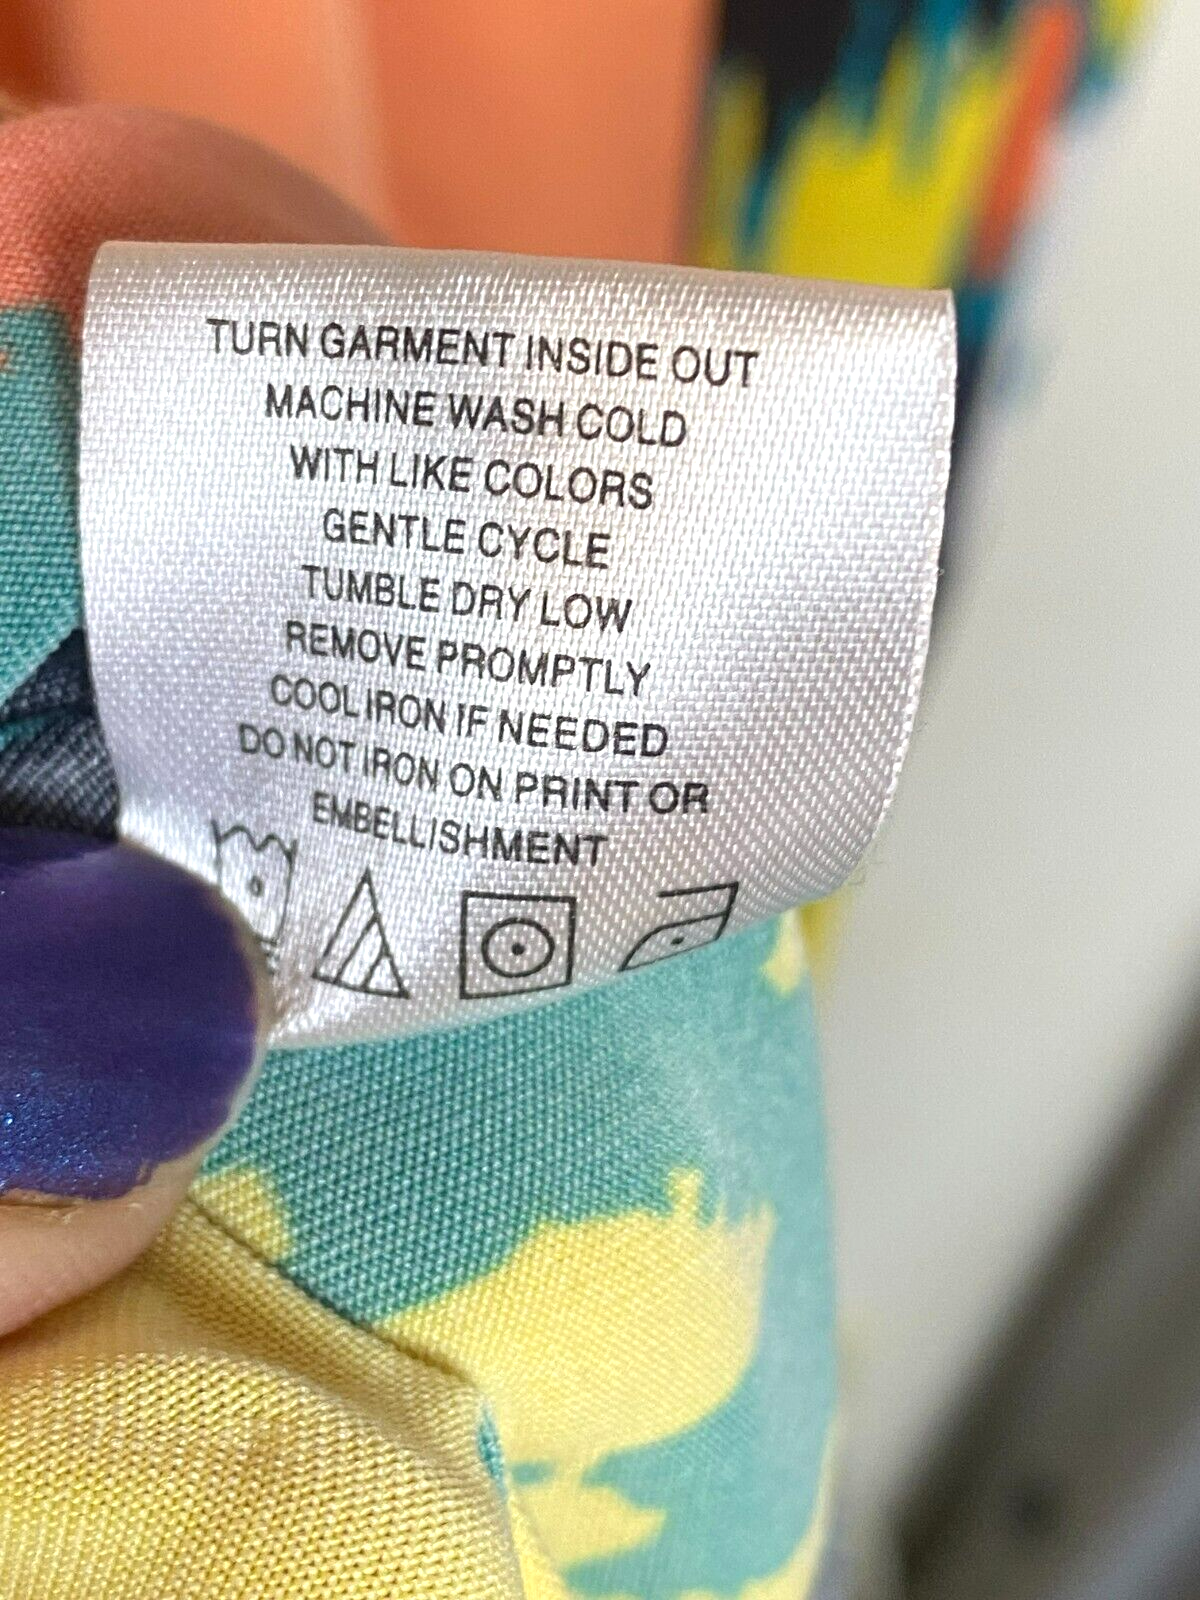 TURN GARMENT INSIDE OUT
MACHINE WASH COLD
WITH LIKE COLORS
GENTLE CYCLE
TUMBLE DRY LOW
REMOVE PROMPTLY
COOL IRON IF NEEDED
DO NOT IRON ON PRINT OR
EMBELLISHMENT